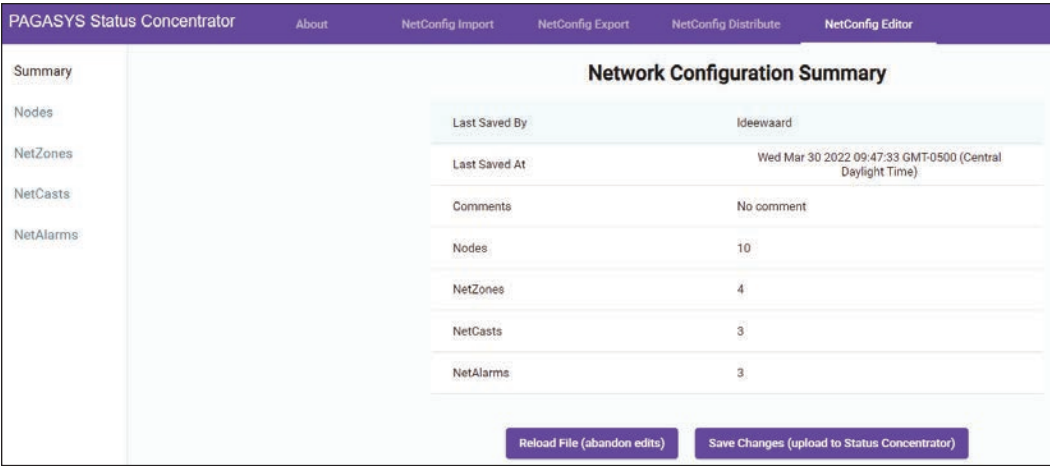 PAGASYS Status Concentrator
About
NetConfig Import
NetConfig Export
NetConfig Distribute
NetConfig Editor
Summary
Nodes
NetZones
NetCasts
NetAlarms
Network Configuration Summary
Last Saved By
ldeewaard
Last Saved At
Wed Mar 30 2022 09:47:33 GMT-0500 (Central
Daylight Time)
Comments
No comment
Nodes
10
NetZones
4
NetCasts
3
NetAlarms
3
Reload File (abandon edits)
Save Changes (upload to Status Concentrator)